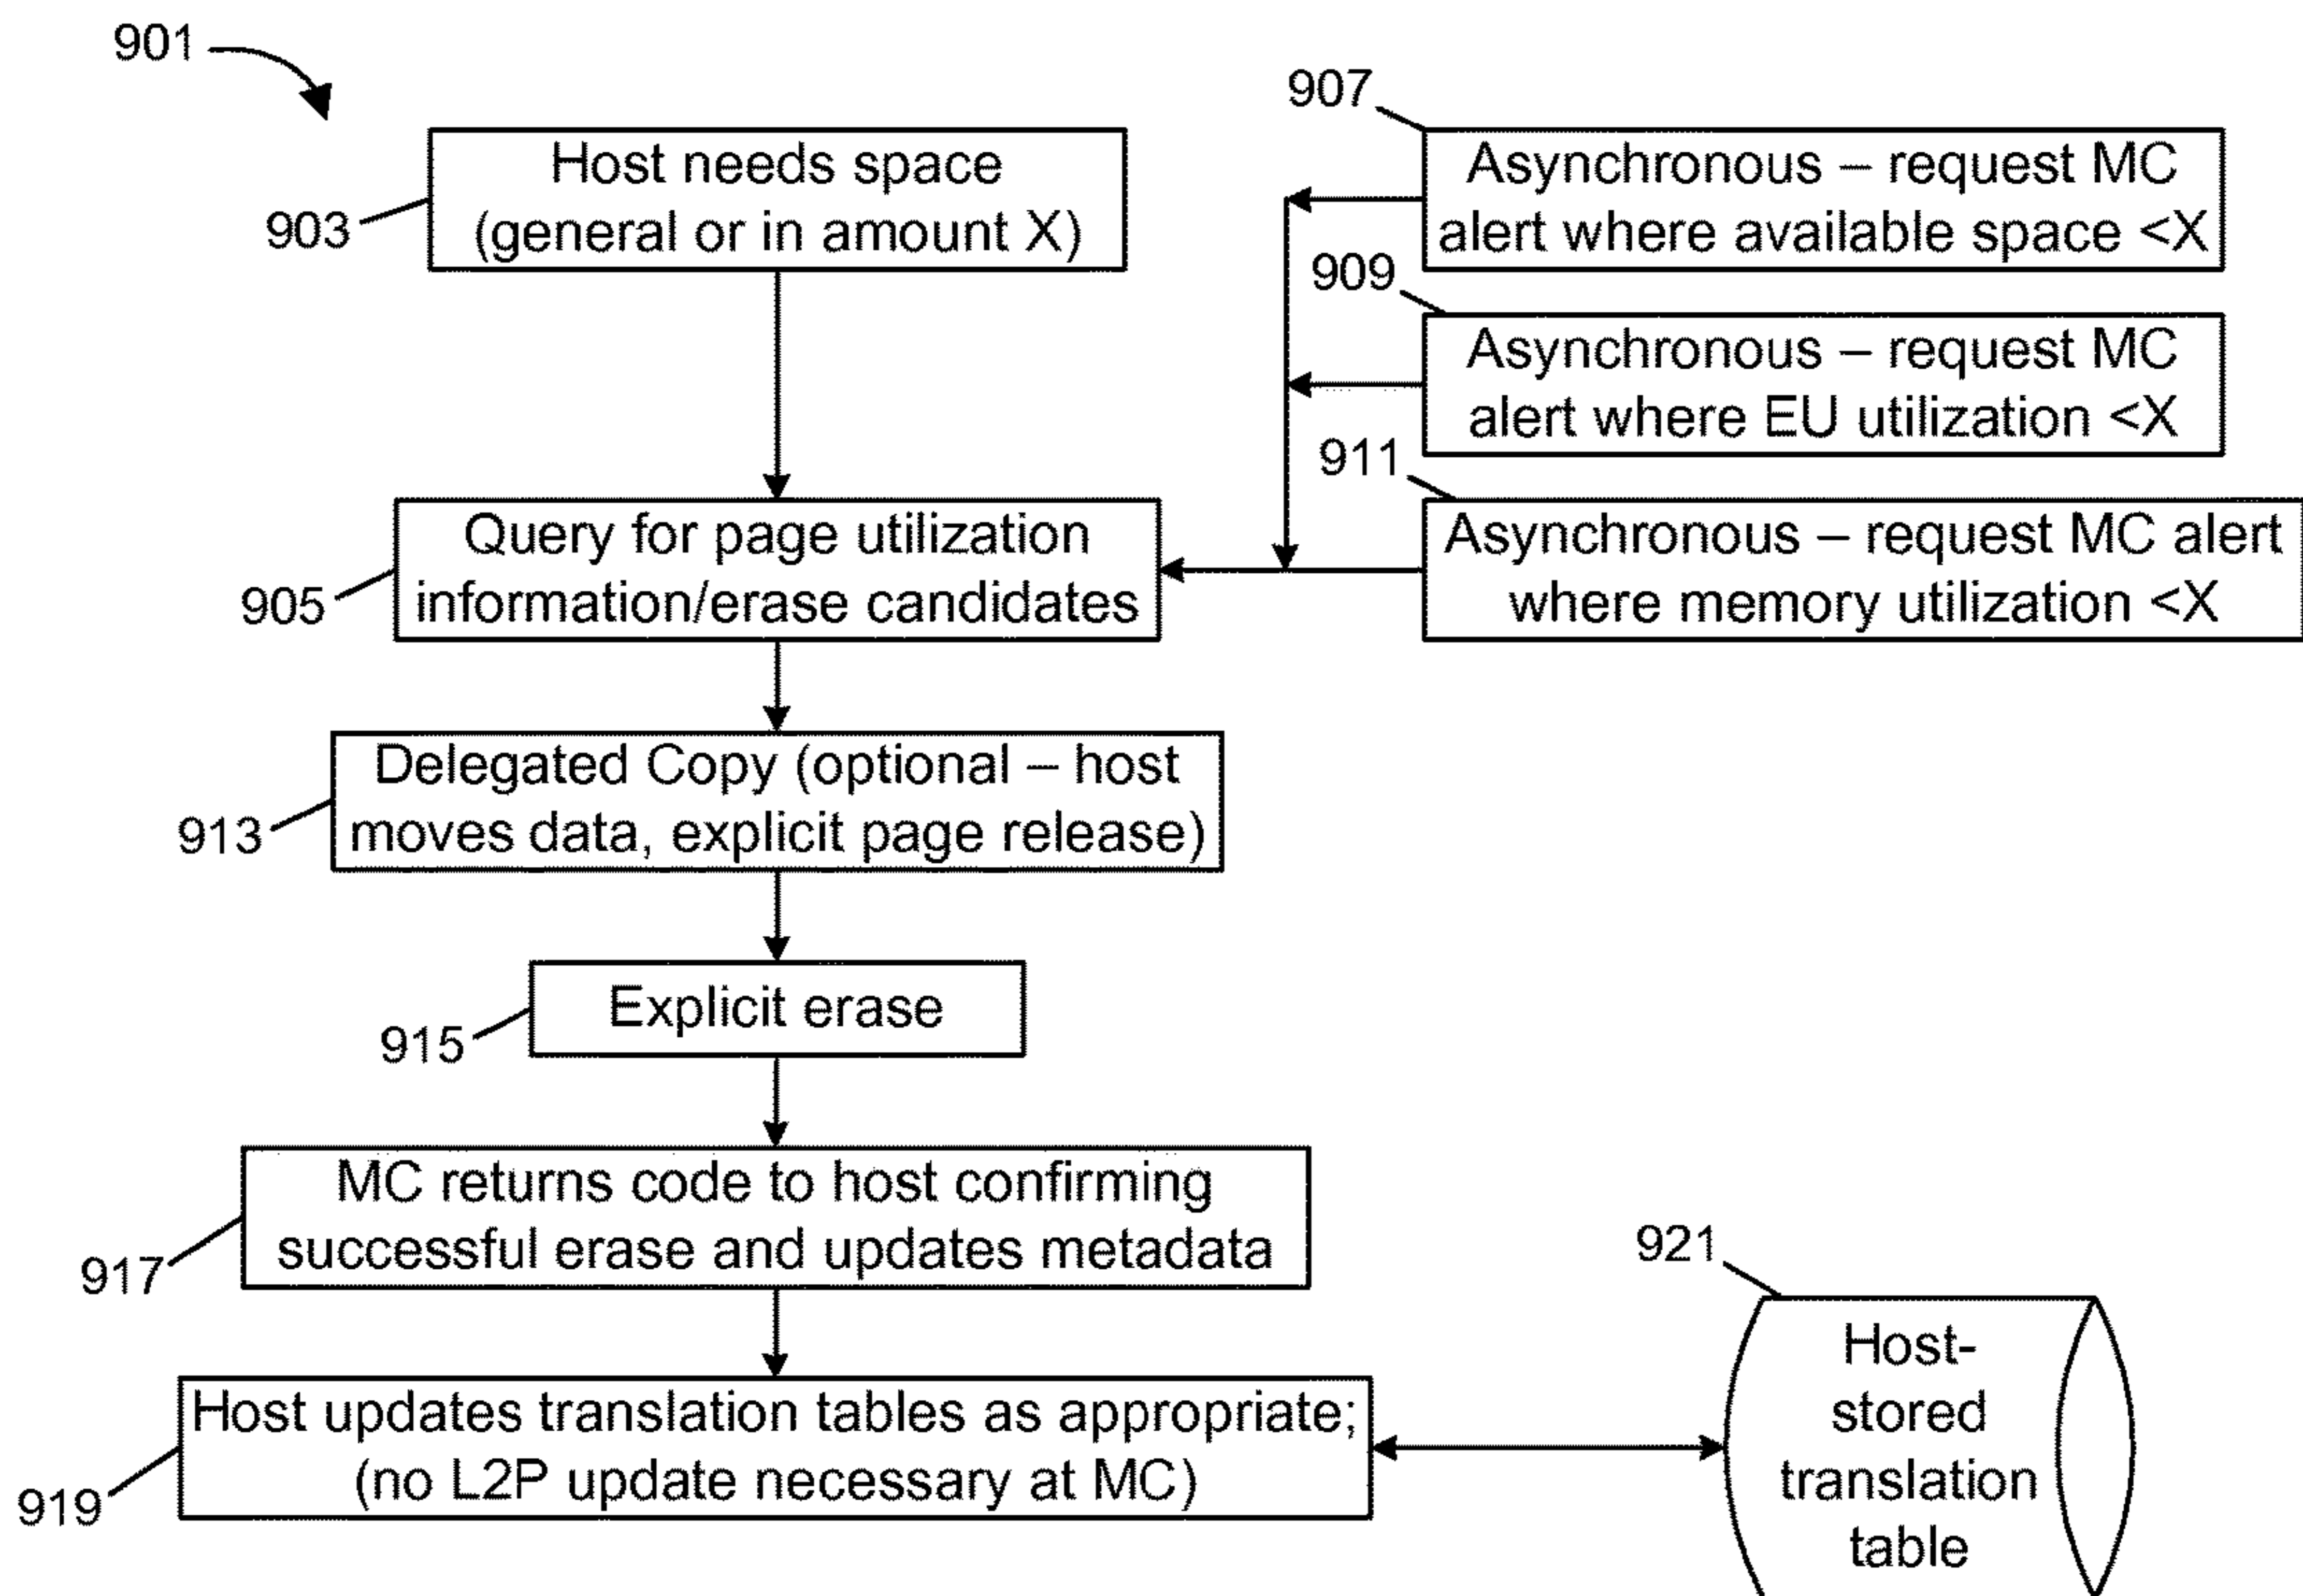 901
903
Host needs space
(general or in amount X)
907
Asynchronous – request MC
alert where available space <X
909
Asynchronous – request MC
alert where EU utilization <X
911
Asynchronous – request MC alert
where memory utilization <X
905
Query for page utilization
information/erase candidates
913
Delegated Copy (optional – host
moves data, explicit page release)
915
Explicit erase
917
MC returns code to host confirming
successful erase and updates metadata
919
Host updates translation tables as appropriate;
(no L2P update necessary at MC)
921
Host-
stored
translation
table